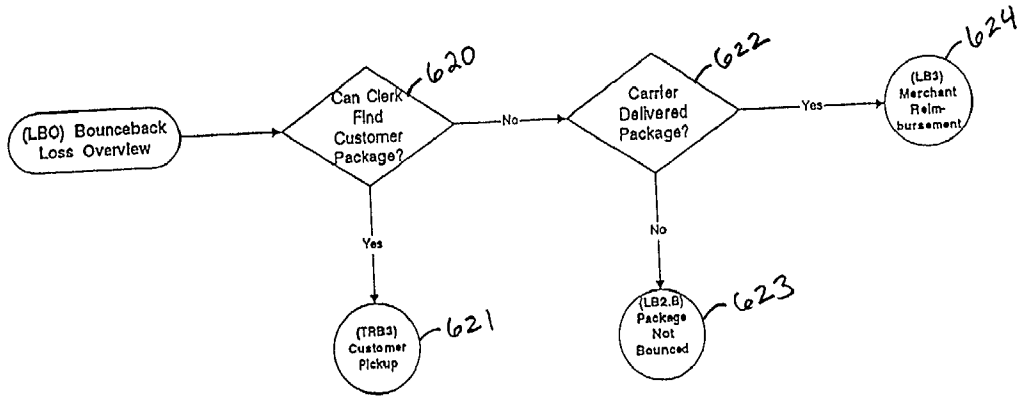 (LB0) Bounceback
Loss Overview
Can Clerk
Find
Customer
Package?
620
No
Yes
(TRB3)
Customer
Pickup
621
Carrier
Delivered
Package?
622
Yes
No
(LB2.B)
Package
Not
Bounced
623
(LB3)
Merchant
Reim-
bursement
624